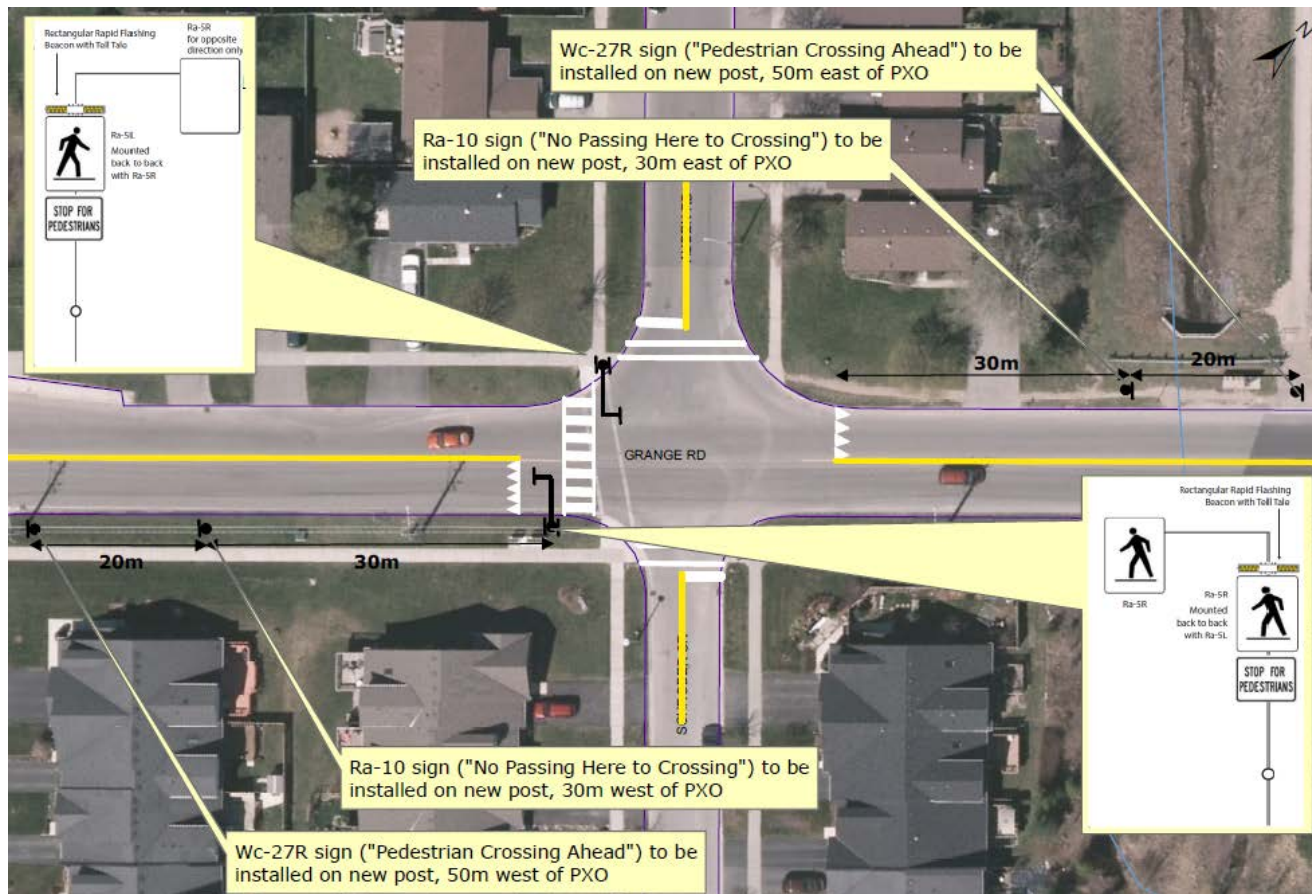 Rectangular Rapid Flashing
Beacon with Tell Tale
Ra-5R
for opposite
direction only
Ra-5L
Mounted
back to back
with Ra-5R
STOP FOR
PEDESTRIANS
Wc-27R sign ("Pedestrian Crossing Ahead") to be
installed on new post, 50m east of PXO
N
Ra-10 sign ("No Passing Here to Crossing") to be
installed on new post, 30m east of PXO
30m
20m
GRANGE RD
20m
30m
Rectangular Rapid Flashing
Beacon with Tell Tale
Ra-5R
Ra-5R
Mounted
back to back
with Ra-5L
STOP FOR
PEDESTRIANS
Ra-10 sign ("No Passing Here to Crossing") to be
installed on new post, 30m west of PXO
Wc-27R sign ("Pedestrian Crossing Ahead") to be
installed on new post, 50m west of PXO